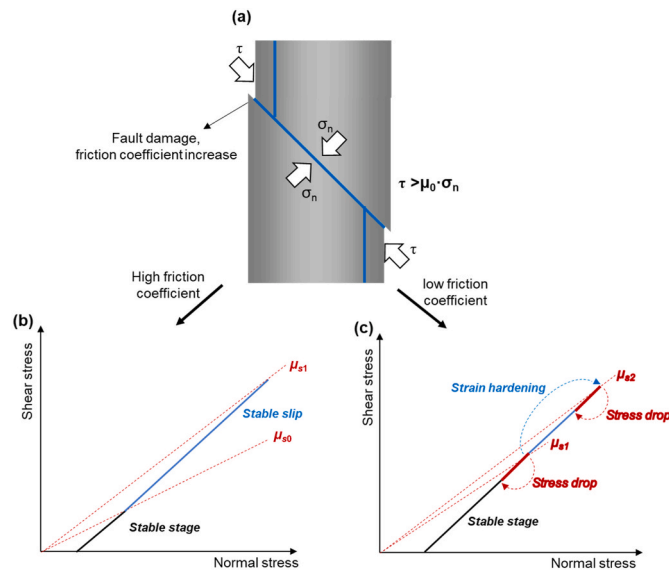 (a)
τ
Fault damage,
friction coefficient increase
σn
σn
τ >μ0·σn
τ
High friction
coefficient
low friction
coefficient
(b)
Shear stress
μs1
Stable slip
μs0
Stable stage
Normal stress
(c)
Shear stress
μs2
Strain hardening
Stress drop
μs1
Stress drop
Stable stage
Normal stress